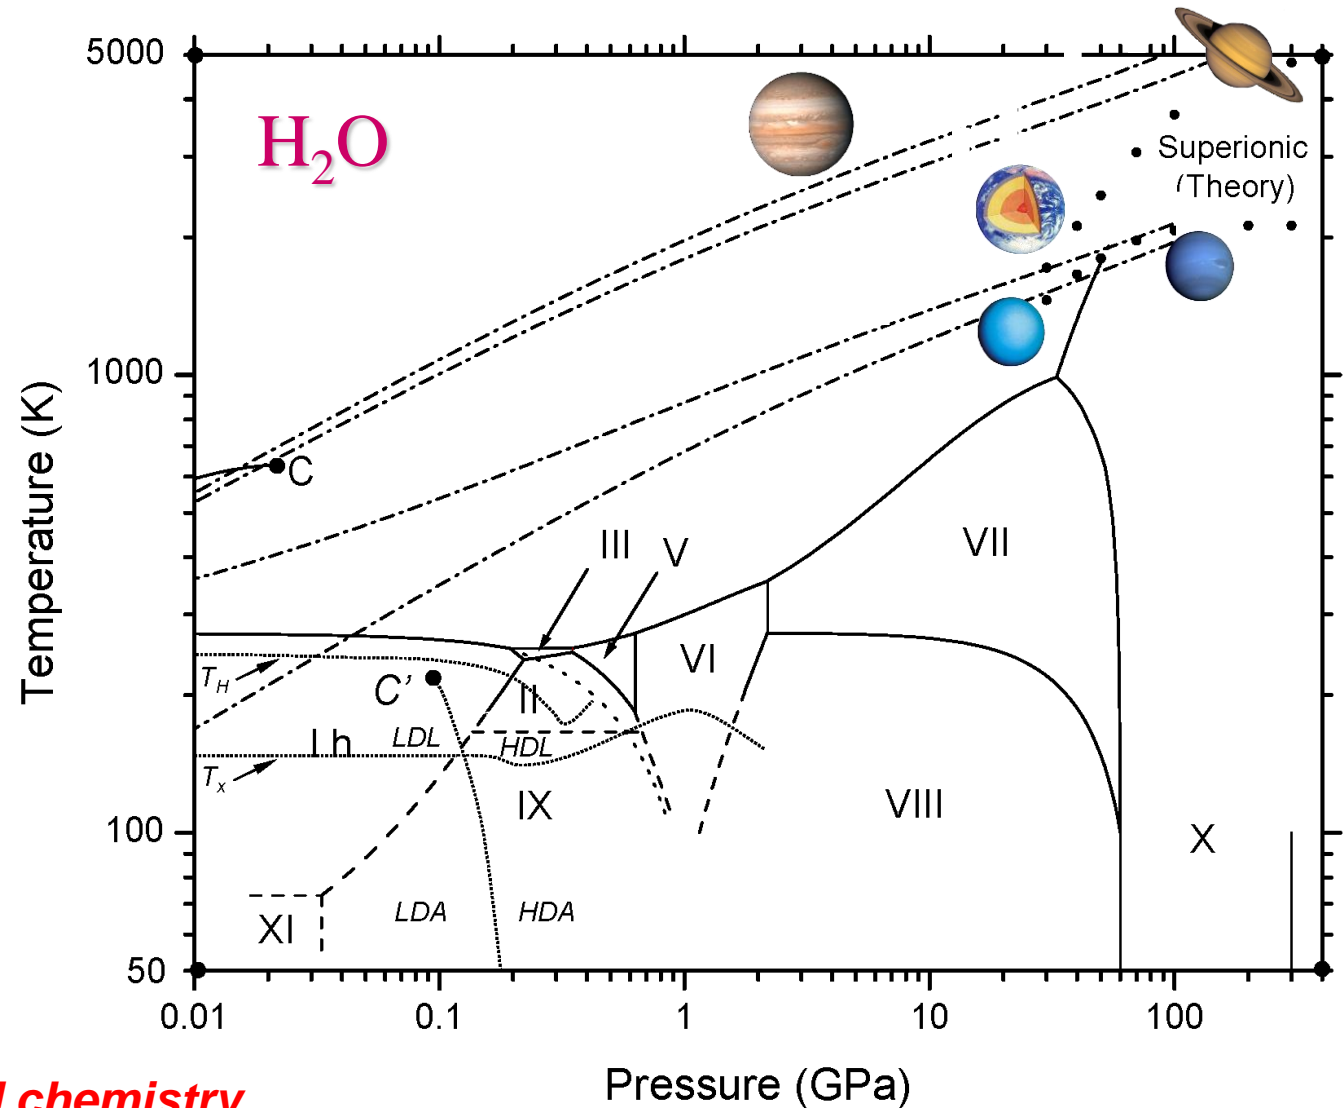 5000
H2O
Superionic
(Theory)
1000
C
Temperature (K)
III
V
VII
VI
TH
C’
II
LDL
HDL
I h
Tx
IX
VIII
100
X
XI
LDA
HDA
50
0.01
0.1
1
10
100
Pressure (GPa)
chemistry